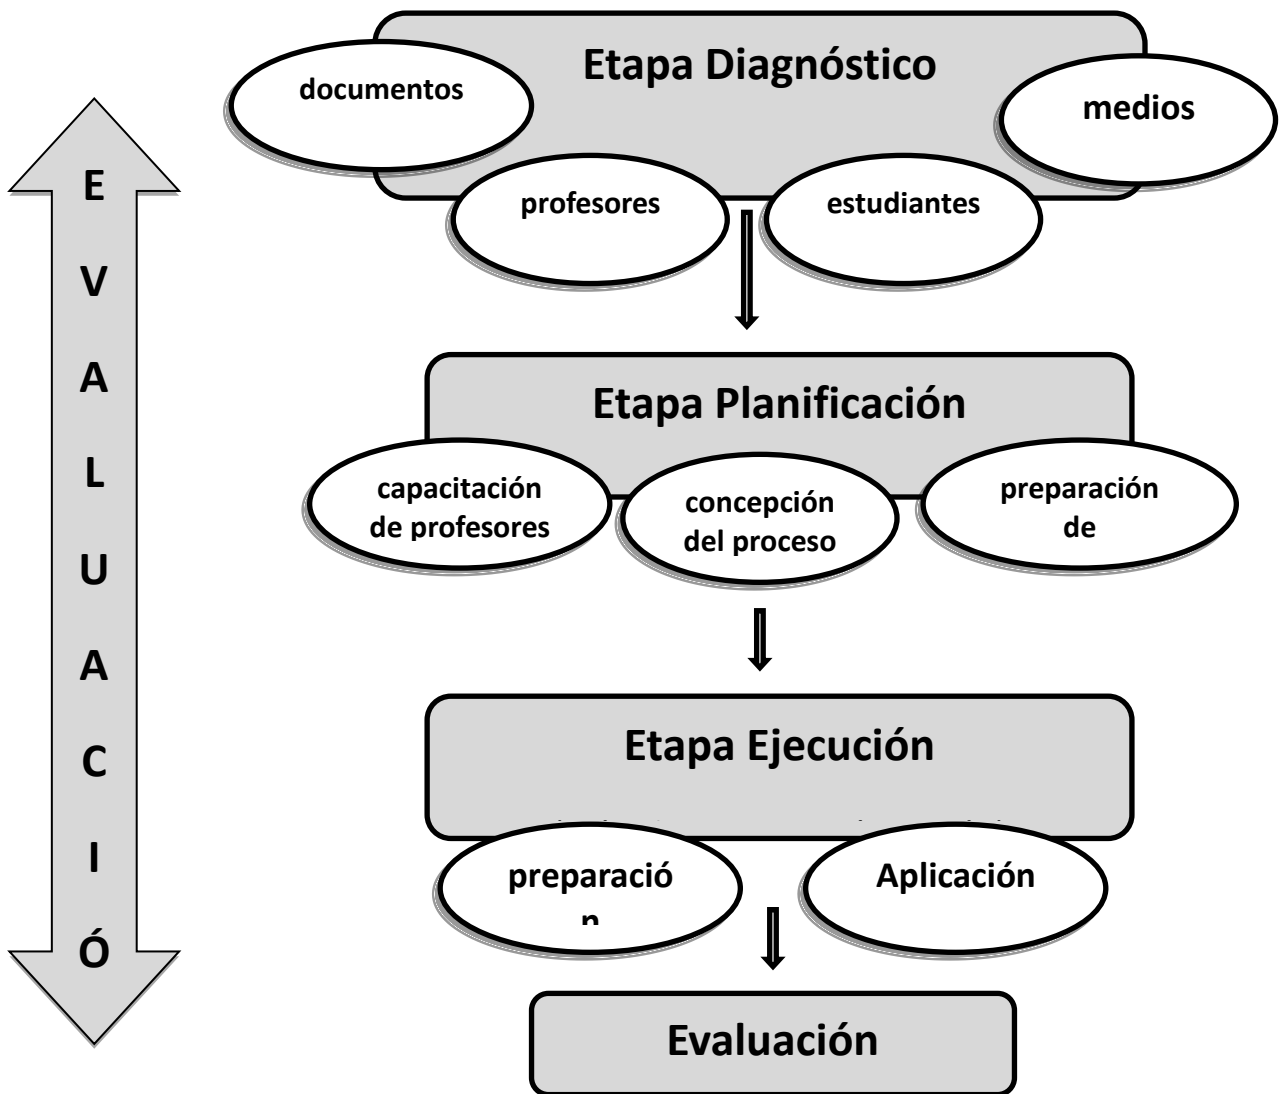 Etapa Diagnóstico
documentos
medios
profesores
estudiantes
Etapa Planificación
capacitación
de profesores
concepción
del proceso
preparación
de
Etapa Ejecución
preparació
n
Aplicación
Evaluación
E
V
A
L
U
A
C
I
Ó